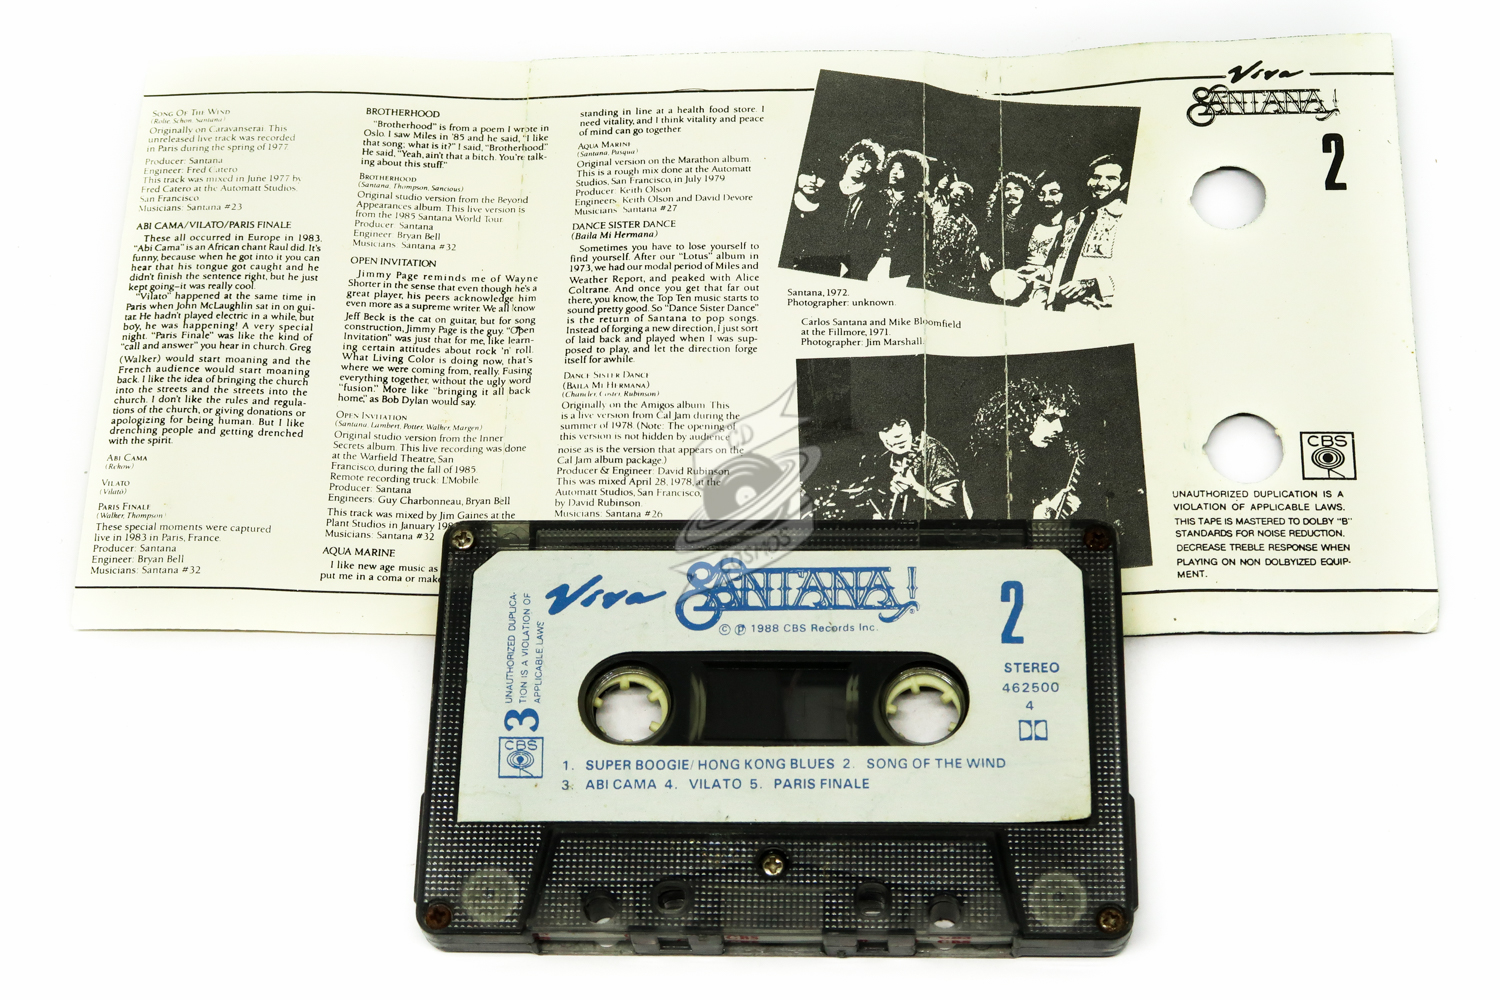 SONG OF THE WIND
(Rolie, Schon, Santana)
Originally on Caravanserai. This
unreleased live track was recorded
in Paris during the spring of 1977.
Producer: Santana
Engineer: Fred Catero
This track was mixed in June 1977 by
Fred Catero at the Automatt Studios,
San Francisco.
Musicians: Santana #23
ABI CAMA/VILATO/PARIS FINALE
These all occurred in Europe in 1983.
"Abi Cama" is an African chant Raul did. It's
funny, because when he got into it you can
hear that his tongue got caught and he
didn't finish the sentence right, but he just
kept going–it was really cool.
"Vilato" happened at the same time in
Paris when John McLaughlin sat in on gui-
tar. He hadn't played electric in a while, but
boy, he was happening! A very special
night. "Paris Finale" was like the kind of
"call and answer" you hear in church. Greg
(Walker) would start moaning and the
French audience would start moaning
back. I like the idea of bringing the church
into the streets and the streets into the
church. I don't like the rules and regula-
tions of the church, or giving donations or
apologizing for being human. But I like
drenching people and getting drenched
with the spirit.
ABI CAMA
(Rekow)
VILATO
(Vilató)
PARIS FINALE
(Walker, Thompson)
These special moments were captured
live in 1983 in Paris, France.
Producer: Santana
Engineer: Bryan Bell
Musicians: Santana #32
BROTHERHOOD
"Brotherhood" is from a poem I wrote in
Oslo. I saw Miles in '85 and he said, "I like
that song; what is it?" I said, "Brotherhood."
He said, "Yeah, ain't that a bitch. You're talk-
ing about this stuff."
BROTHERHOOD
(Santana, Thompson, Sancious)
Original studio version from the Beyond
Appearances album. This live version is
from the 1985 Santana World Tour
Producer: Santana
Engineer: Bryan Bell
Musicians: Santana #32
OPEN INVITATION
Jimmy Page reminds me of Wayne
Shorter in the sense that even though he's a
great player, his peers acknowledge him
even more as a supreme writer. We all know
Jeff Beck is the cat on guitar, but for song
construction, Jimmy Page is the guy. "Open
Invitation" was just that for me, like learn-
ing certain attitudes about rock 'n' roll.
What Living Color is doing now, that's
where we were coming from, really. Fusing
everything together, without the ugly word
"fusion." More like "bringing it all back
home," as Bob Dylan would say.
OPEN INVITATION
(Santana, Lambert, Potter, Walker, Margen)
Original studio version from the Inner
Secrets album. This live recording was done
at the Warfield Theatre, San
Francisco, during the fall of 1985.
Remote recording truck: L'Mobile
Producer: Santana
Engineers: Guy Charbonneau, Bryan Bell
This track was mixed by Jim Gaines at the
Plant Studios in January 198
Musicians: Santana #32
AQUA MARINE
I like new age music as
put me in a coma or make
standing in line at a health food store. I
need vitality, and I think vitality and peace
of mind can go together.
AQUA MARINE
(Santana, Pasqua)
Original version on the Marathon album.
This is a rough mix done at the Automatt
Studios, San Francisco, in July 1979
Producer: Keith Olson
Engineers: Keith Olson and David Devore
Musicians: Santana #27
DANCE SISTER DANCE
(Baila Mi Hermana)
Sometimes you have to lose yourself to
find yourself. After our "Lotus" album in
1973, we had our modal period of Miles and
Weather Report, and peaked with Alice
Coltrane. And once you get that far out
there, you know, the Top Ten music starts to
sound pretty good. So "Dance Sister Dance"
is the return of Santana to pop songs.
Instead of forging a new direction, I just sort
of laid back and played when I was sup-
posed to play, and let the direction forge
itself for awhile.
DANCE SISTER DANCE
(BAILA MI HERMANA)
(Chancler, Coster, Rubinson)
Originally on the Amigos album. This
is a live version from Cal Jam during the
summer of 1978. (Note: The opening of
this version is not hidden by audience
noise as is the version that appears on the
Cal Jam album package.)
Producer & Engineer: David Rubinson
This was mixed April 28, 1978, at the
Automatt Studios, San Francisco,
by David Rubinson.
Musicians: Santana #26
Santana, 1972.
Photographer: unknown.
Carlos Santana and Mike Bloomfield
at the Fillmore, 1971.
Photographer: Jim Marshall.
Viva
SANTANA!
2
CBS
UNAUTHORIZED DUPLICATION IS A
VIOLATION OF APPLICABLE LAWS.
THIS TAPE IS MASTERED TO DOLBY "B"
STANDARDS FOR NOISE REDUCTION.
DECREASE TREBLE RESPONSE WHEN
PLAYING ON NON DOLBYIZED EQUIP-
MENT.
CD
COSMOS
Viva SANTANA!
© ℗ 1988 CBS Records Inc.
2
STEREO
462500
4
3
UNAUTHORIZED DUPLICA-
TION IS A VIOLATION OF
APPLICABLE LAWS
CBS
1. SUPER BOOGIE/HONG KONG BLUES 2. SONG OF THE WIND
3. ABI CAMA 4. VILATO 5. PARIS FINALE
CBS
CBS